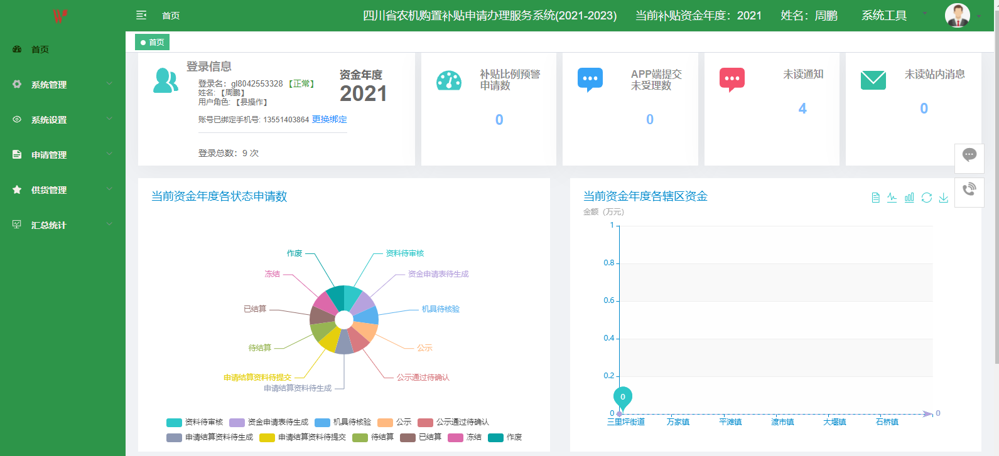 W
首页
四川省农机购置补贴申请办理服务系统(2021-2023)
当前补贴资金年度：2021
姓名：周鹏
系统工具
首页
系统管理
系统设置
申请管理
供货管理
汇总统计
首页
登录信息
登录名：gl8042553328【正常】
姓名:【周鹏】
用户角色:【县操作】
账号已绑定手机号: 13551403864 更换绑定
登录总数：9 次
资金年度
2021
补贴比例预警
申请数
0
APP端提交
未受理数
0
未读通知
4
未读站内消息
0
当前资金年度各状态申请数
作废
资料待审核
冻结
资金申请表待生成
已结算
机具待核验
待结算
公示
申请结算资料待提交
公示通过待确认
申请结算资料待生成
资料待审核
资金申请表待生成
机具待核验
公示
公示通过待确认
申请结算资料待生成
申请结算资料待提交
待结算
已结算
冻结
作废
当前资金年度各辖区资金
金额（万元）
1
0.8
0.6
0.4
0.2
0
0
0
三里坪街道
万家镇
平滩镇
渡市镇
大堰镇
石桥镇